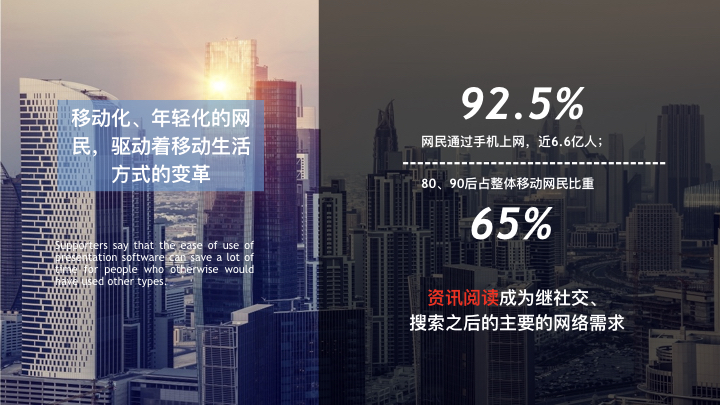 移动化、年轻化的网
民，驱动着移动生活
方式的变革
Supporters say that the ease of use of
presentation software can save a lot of
time for people who otherwise would
have used other types.
92.5%
网民通过手机上网，近6.6亿人；
80、90后占整体移动网民比重
65%
资讯阅读成为继社交、
搜索之后的主要的网络需求